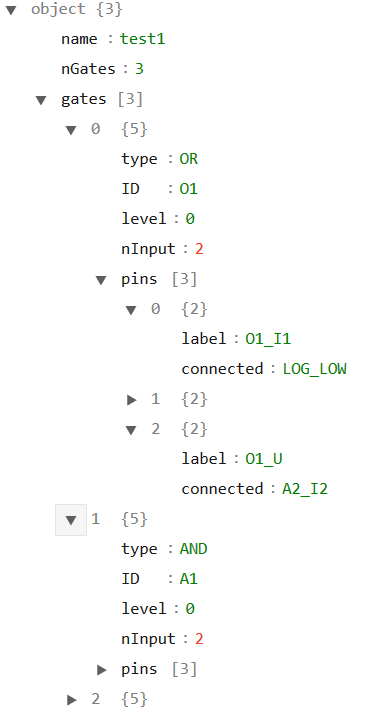 object {3}
name : test1
nGates : 3
gates [3]
0 {5}
type : OR
ID : O1
level : 0
nInput : 2
pins [3]
0 {2}
label : O1_I1
connected : LOG_LOW
1 {2}
2 {2}
label : O1_U
connected : A2_I2
1 {5}
type : AND
ID : A1
level : 0
nInput : 2
pins [3]
2 {5}